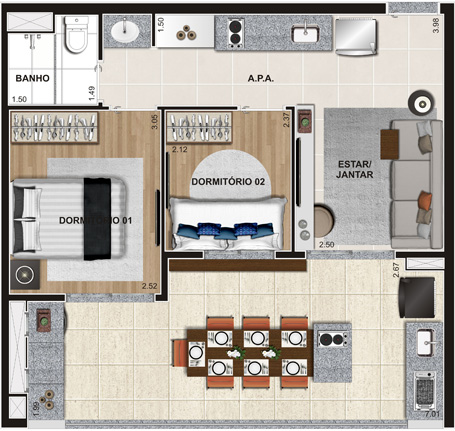 1.50
3.98
BANHO
A.P.A.
1.50
1.49
3.05
2.37
2.12
ESTAR/
JANTAR
DORMITÓRIO 02
DORMITÓRIO 01
2.50
2.52
2.67
1.99
7.01